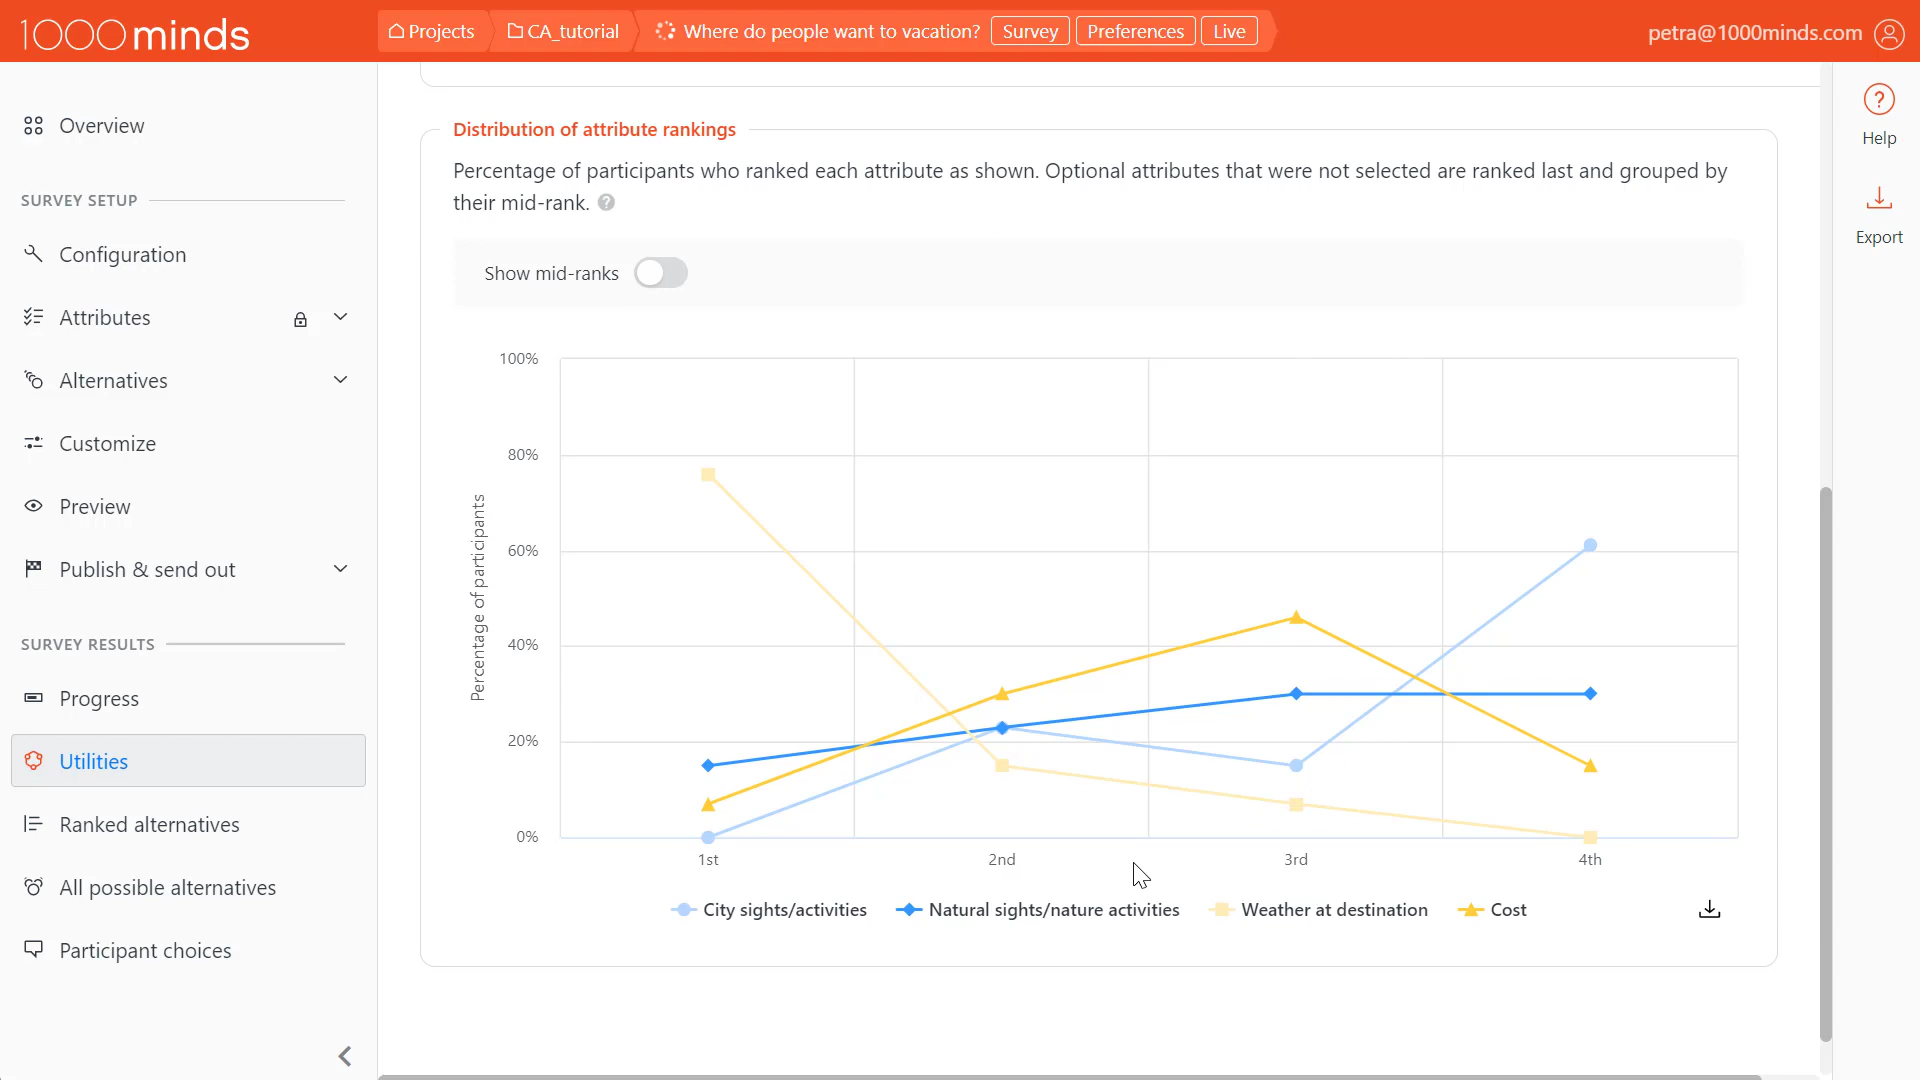 1000minds
Projects
CA_tutorial
Where do people want to vacation?
Survey
Preferences
Live
petra@1000minds.com
Overview
SURVEY SETUP
Configuration
Attributes
Alternatives
Customize
Preview
Publish & send out
SURVEY RESULTS
Progress
Utilities
Ranked alternatives
All possible alternatives
Participant choices
Distribution of attribute rankings
Percentage of participants who ranked each attribute as shown. Optional attributes that were not selected are ranked last and grouped by
their mid-rank. ?
Show mid-ranks
Percentage of participants
100%
80%
60%
40%
20%
0%
1st 2nd 3rd 4th
City sights/activities Natural sights/nature activities Weather at destination Cost
?
Help
Export